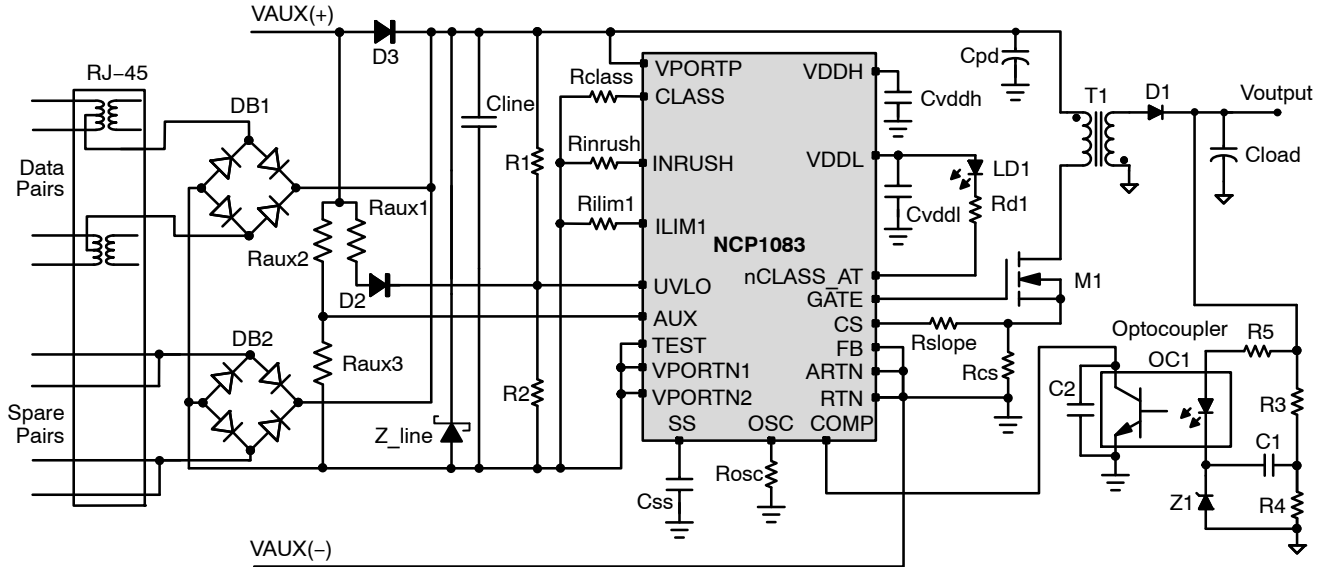 VAUX(+)
D3
RJ−45
DB1
Data
Pairs
Cline
R1
Rclass
Rinrush
Rilim1
VPORTP
CLASS
INRUSH
ILIM1
NCP1083
VDDH
Cvddh
Cpd
T1
D1
Voutput
Cload
VDDL
Cvddl
LD1
Rd1
Raux1
Raux2
D2
UVLO
AUX
TEST
VPORTN1
VPORTN2
nCLASS_AT
GATE
CS
FB
ARTN
RTN
M1
Rslope
Rcs
Optocoupler
OC1
R5
DB2
Raux3
R2
Spare
Pairs
Z_line
SS
OSC
COMP
C2
R3
C1
Css
Rosc
Z1
R4
VAUX(−)